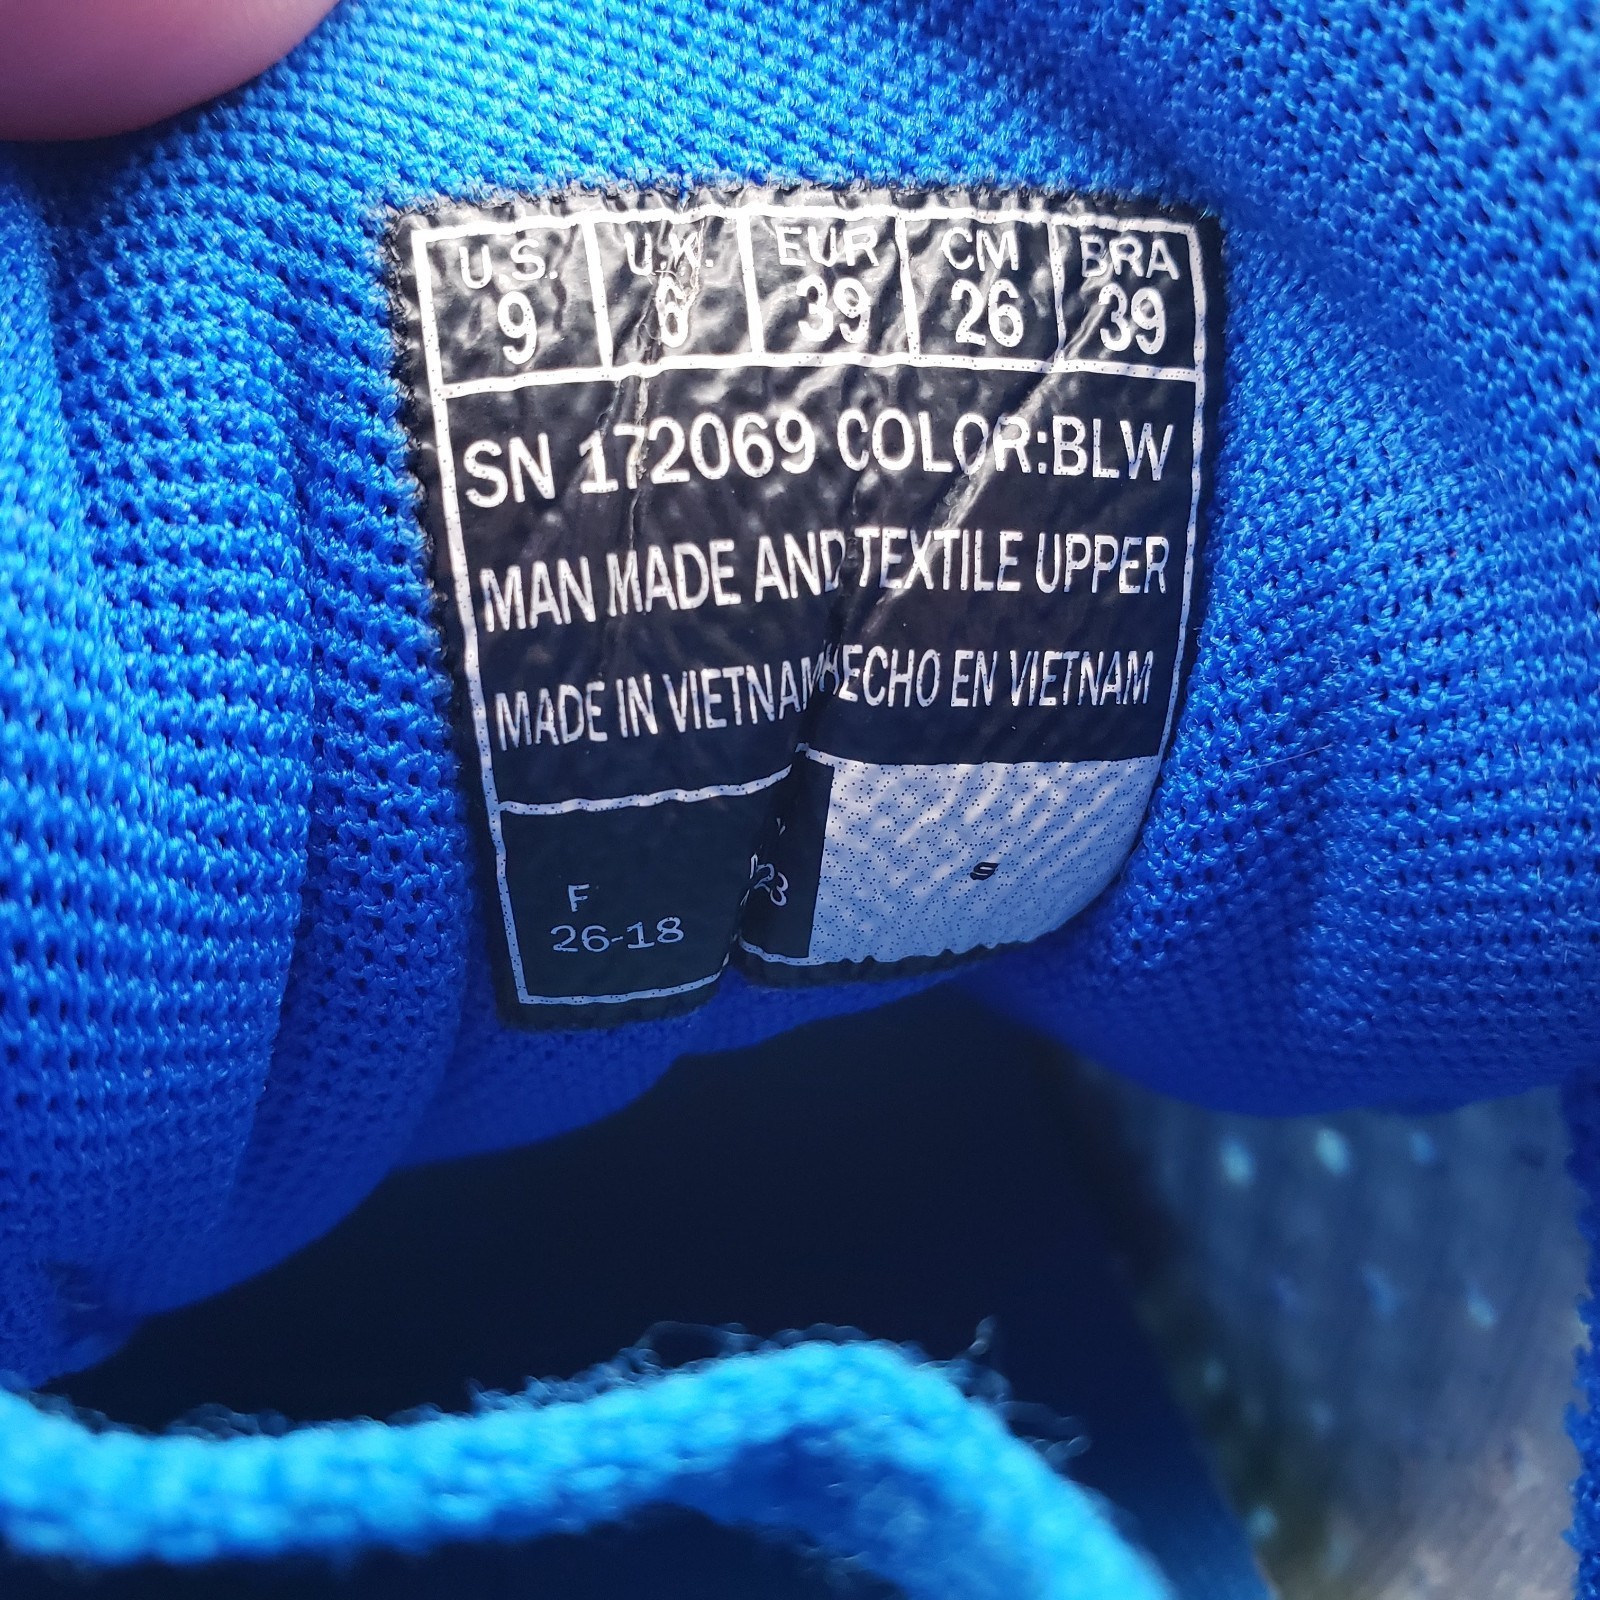 U.S. U.K. EUR CM BRA
9 6 39 26 39
SN 172069 COLOR:BLW
MAN MADE AND TEXTILE UPPER
MADE IN VIETNAM HECHO EN VIETNAM
F
26-18
S